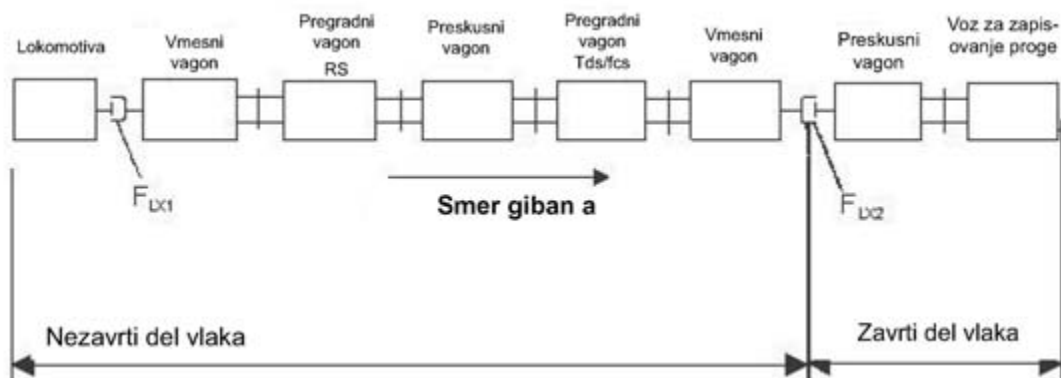 Lokomotiva
Vmesni
vagon
Pregradni
vagon
RS
Preskusni
vagon
Pregradni
vagon
Tds/fcs
Vmesni
vagon
Preskusni
vagon
Voz za zapis-
ovanje proge
F LX1
Smer giban a
F LX2
Nezavrti del vlaka
Zavrti del vlaka